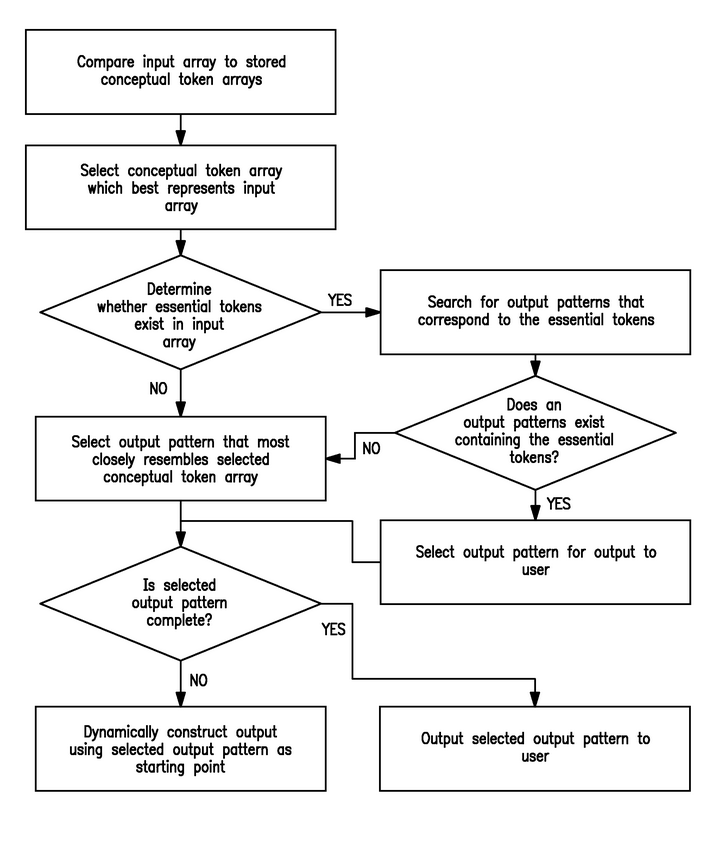 Compare input array to stored
conceptual token arrays
Select conceptual token array
which best represents input
array
Determine
whether essential tokens
exist in input
array
YES
Search for output patterns that
correspond to the essential tokens
NO
Does an
output patterns exist
containing the essential
tokens?
NO
YES
Select output pattern that most
closely resembles selected
conceptual token array
Select output pattern for output to
user
Is selected
output pattern
complete?
YES
NO
Dynamically construct output
using selected output pattern as
starting point
Output selected output pattern to
user